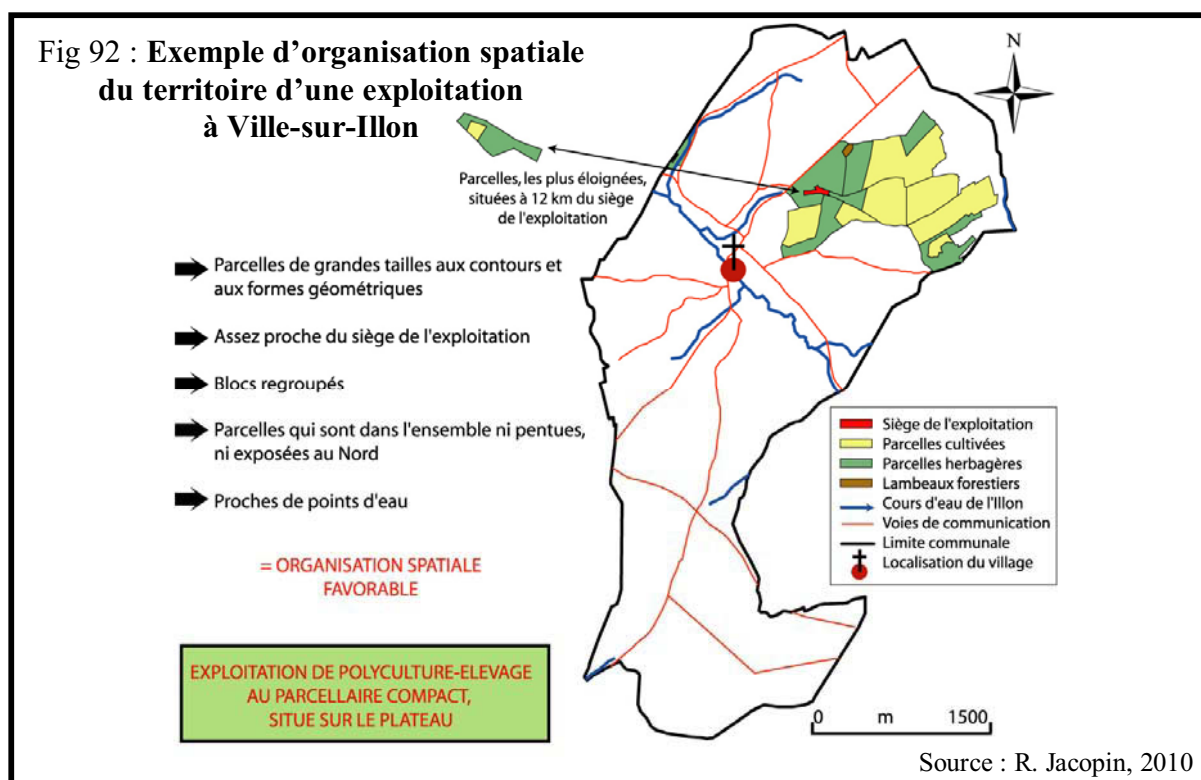 Fig 92 : Exemple d'organisation spatiale
du territoire d'une exploitation
à Ville-sur-Illon
N
Parcelles, les plus éloignées,
situées à 12 km du siège
de l'exploitation
Parcelles de grandes tailles aux contours et
aux formes géométriques
Assez proche du siège de l'exploitation
Blocs regroupés
Parcelles qui sont dans l'ensemble ni pentues,
ni exposées au Nord
Proches de points d'eau
= ORGANISATION SPATIALE
FAVORABLE
EXPLOITATION DE POLYCULTURE-ELEVAGE
AU PARCELLAIRE COMPACT,
SITUE SUR LE PLATEAU
Siège de l'exploitation
Parcelles cultivées
Parcelles herbagères
Lambeaux forestiers
Cours d'eau de l'Illon
Voies de communication
Limite communale
Localisation du village
0 m 1500
Source : R. Jacopin, 2010